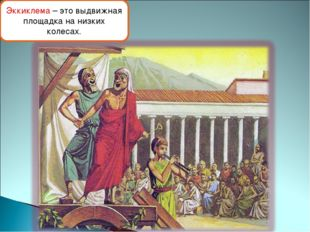 Эккиклема – это выдвижная
площадка на низких
колесах.